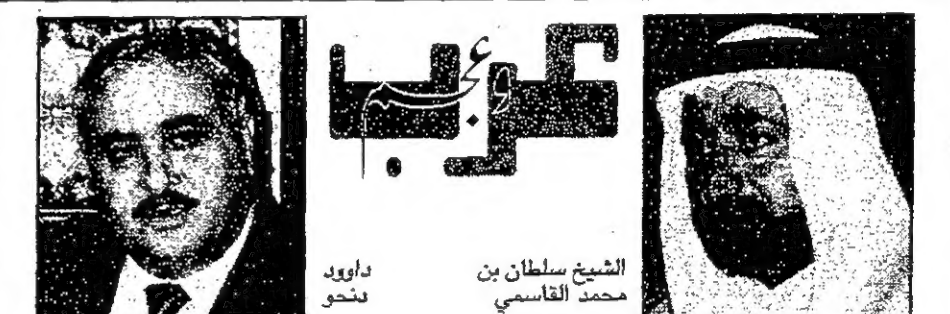 عرب وعجم
الشيخ سلطان بن
محمد القاسمي
داوود
دنحو